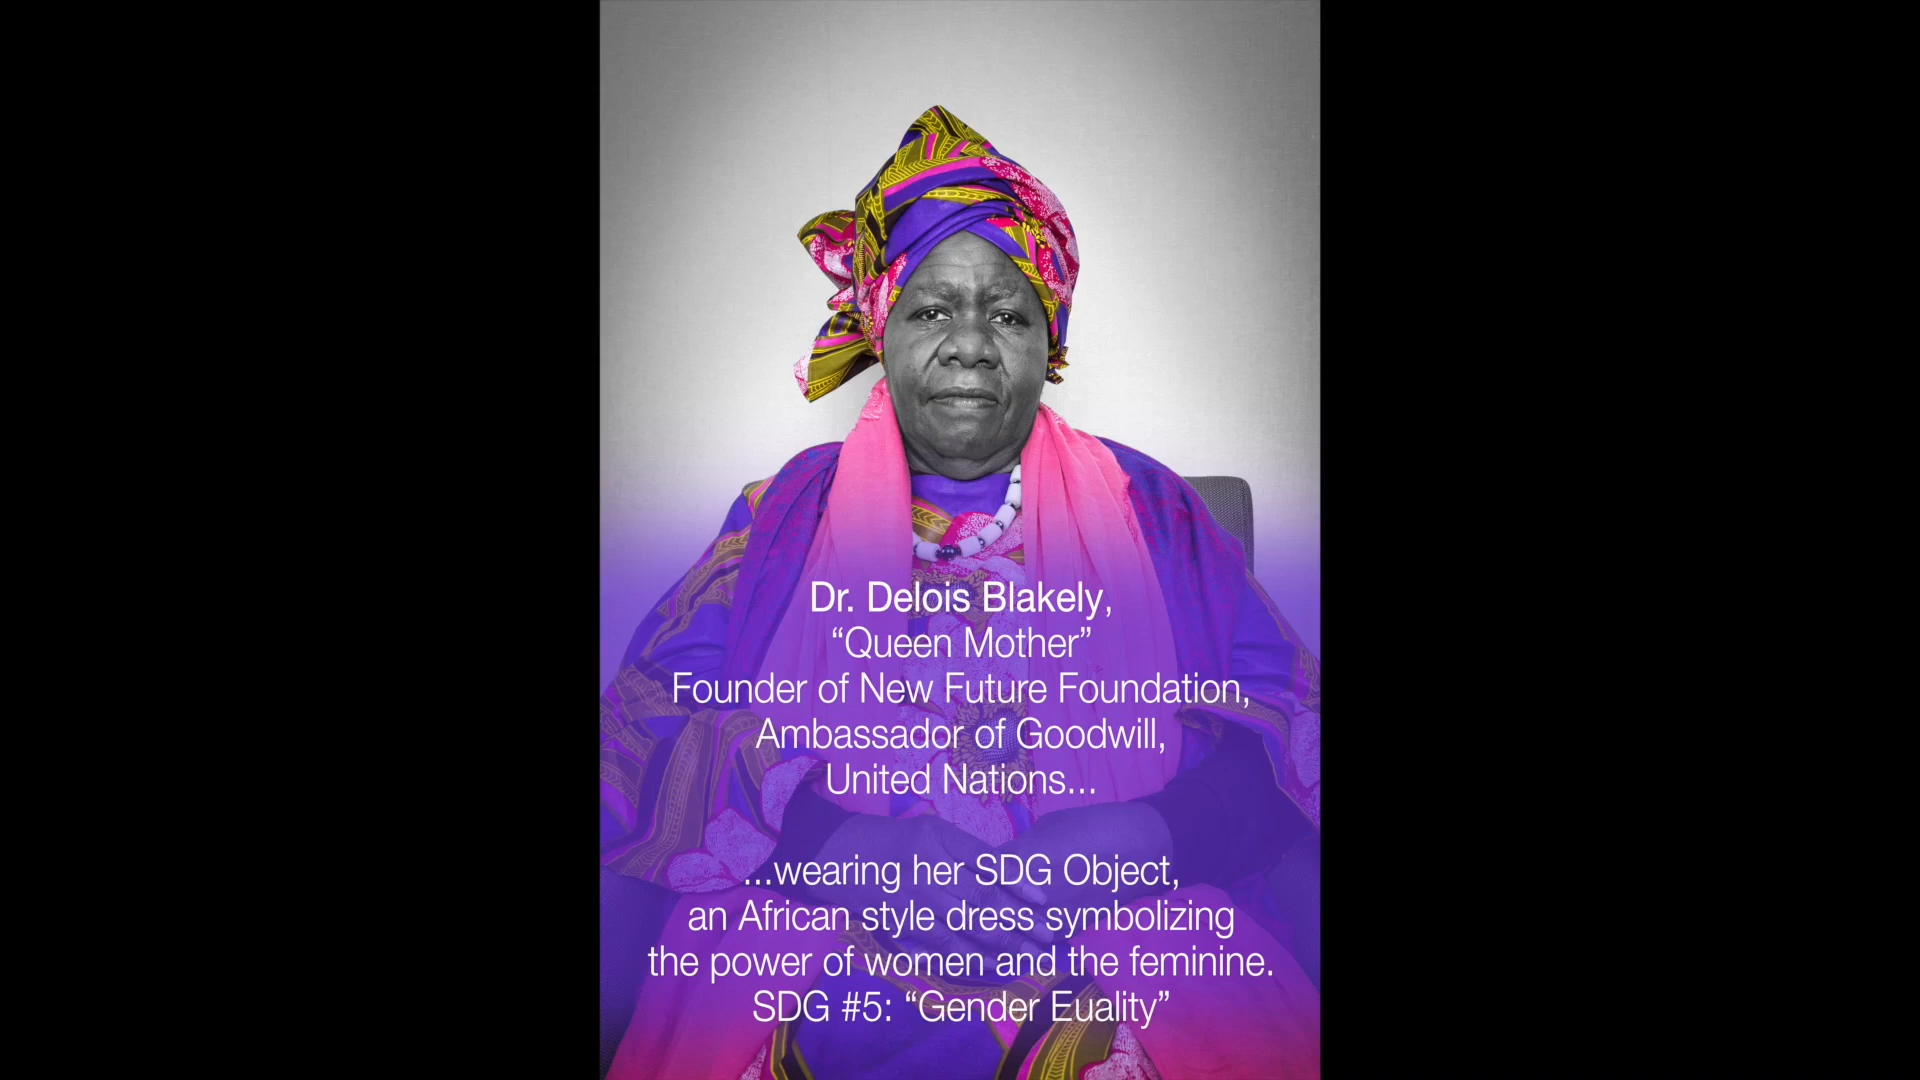 Dr. Delois Blakely,
“Queen Mother”
Founder of New Future Foundation,
Ambassador of Goodwill,
United Nations...
...wearing her SDG Object,
an African style dress symbolizing
the power of women and the feminine.
SDG #5: “Gender Euality”